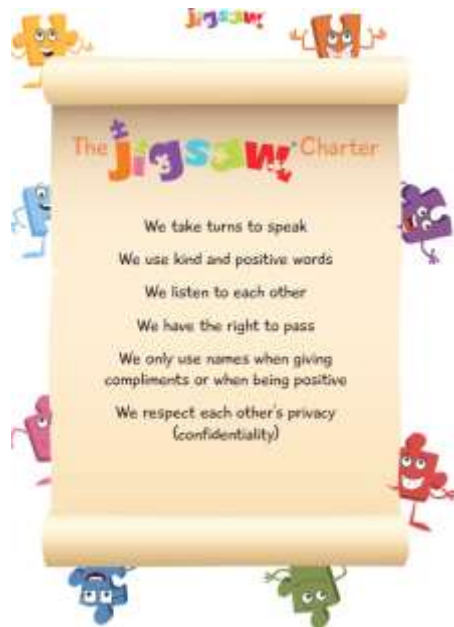 jigsaw
The jigsaw Charter
We take turns to speak
We use kind and positive words
We listen to each other
We have the right to pass
We only use names when giving
compliments or when being positive
We respect each other's privacy
(confidentiality)